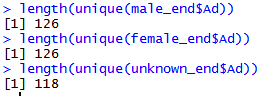 > length(unique(male_end$Ad))
[1] 126
> length(unique(female_end$Ad))
[1] 126
> length(unique(unknown_end$Ad))
[1] 118